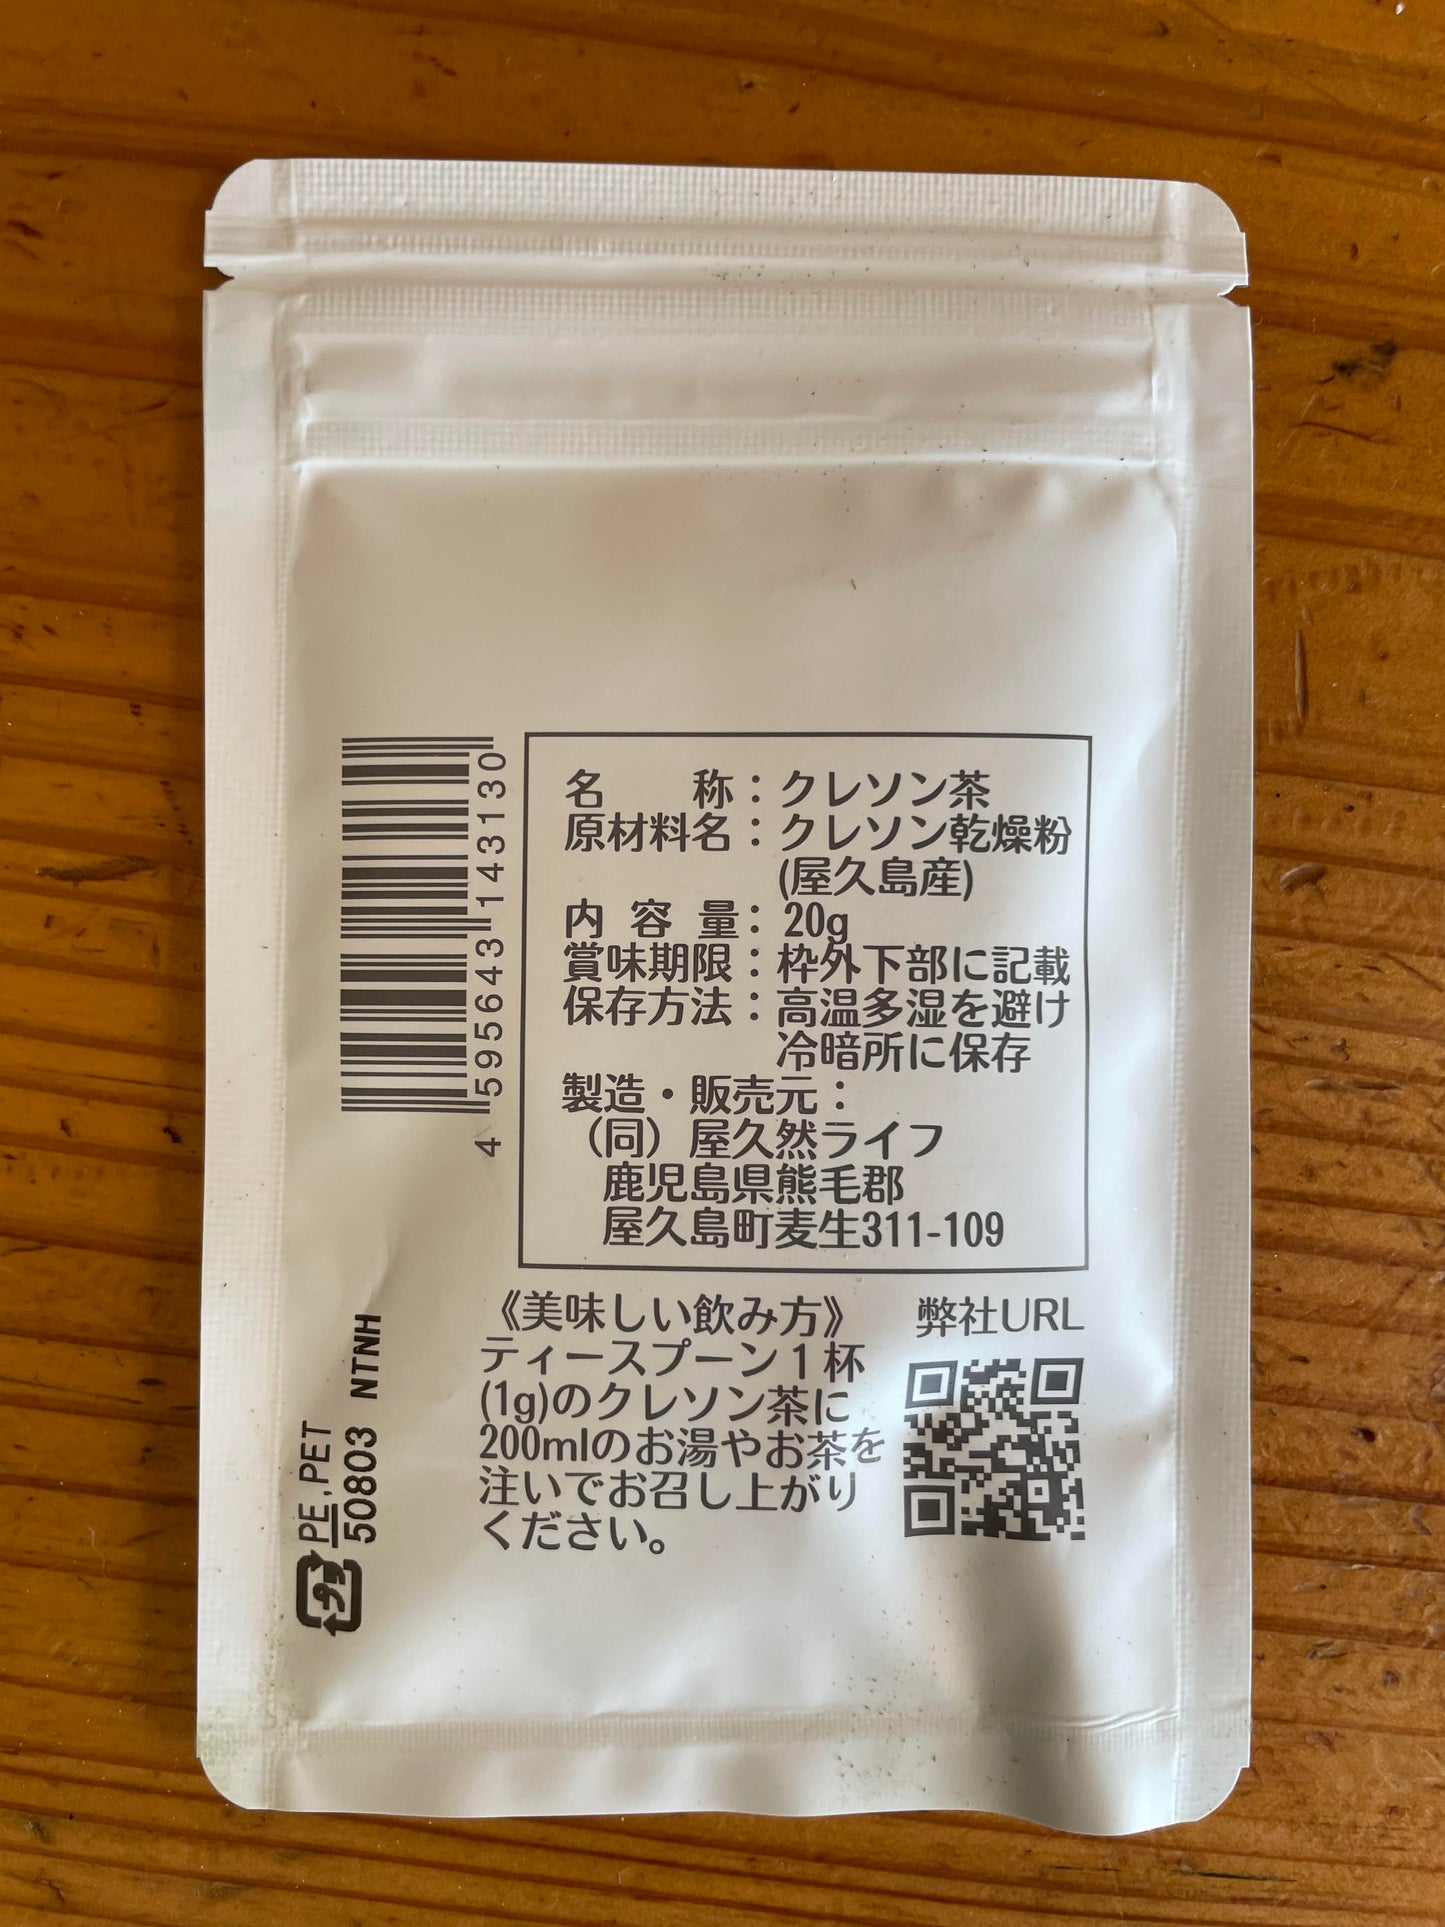 名　　称：クレソン茶
原材料名：クレソン乾燥粉
(屋久島産)
内 容 量：20g
賞味期限：枠外下部に記載
保存方法：高温多湿を避け
冷暗所に保存
製造・販売元：
（同）屋久然ライフ
鹿児島県熊毛郡
屋久島町麦生311-109
4 595643 143130
《美味しい飲み方》
ティースプーン１杯
(1g)のクレソン茶に
200mlのお湯やお茶を
注いでお召し上がり
ください。
弊社URL
プラ PE,PET
50803 NTNH